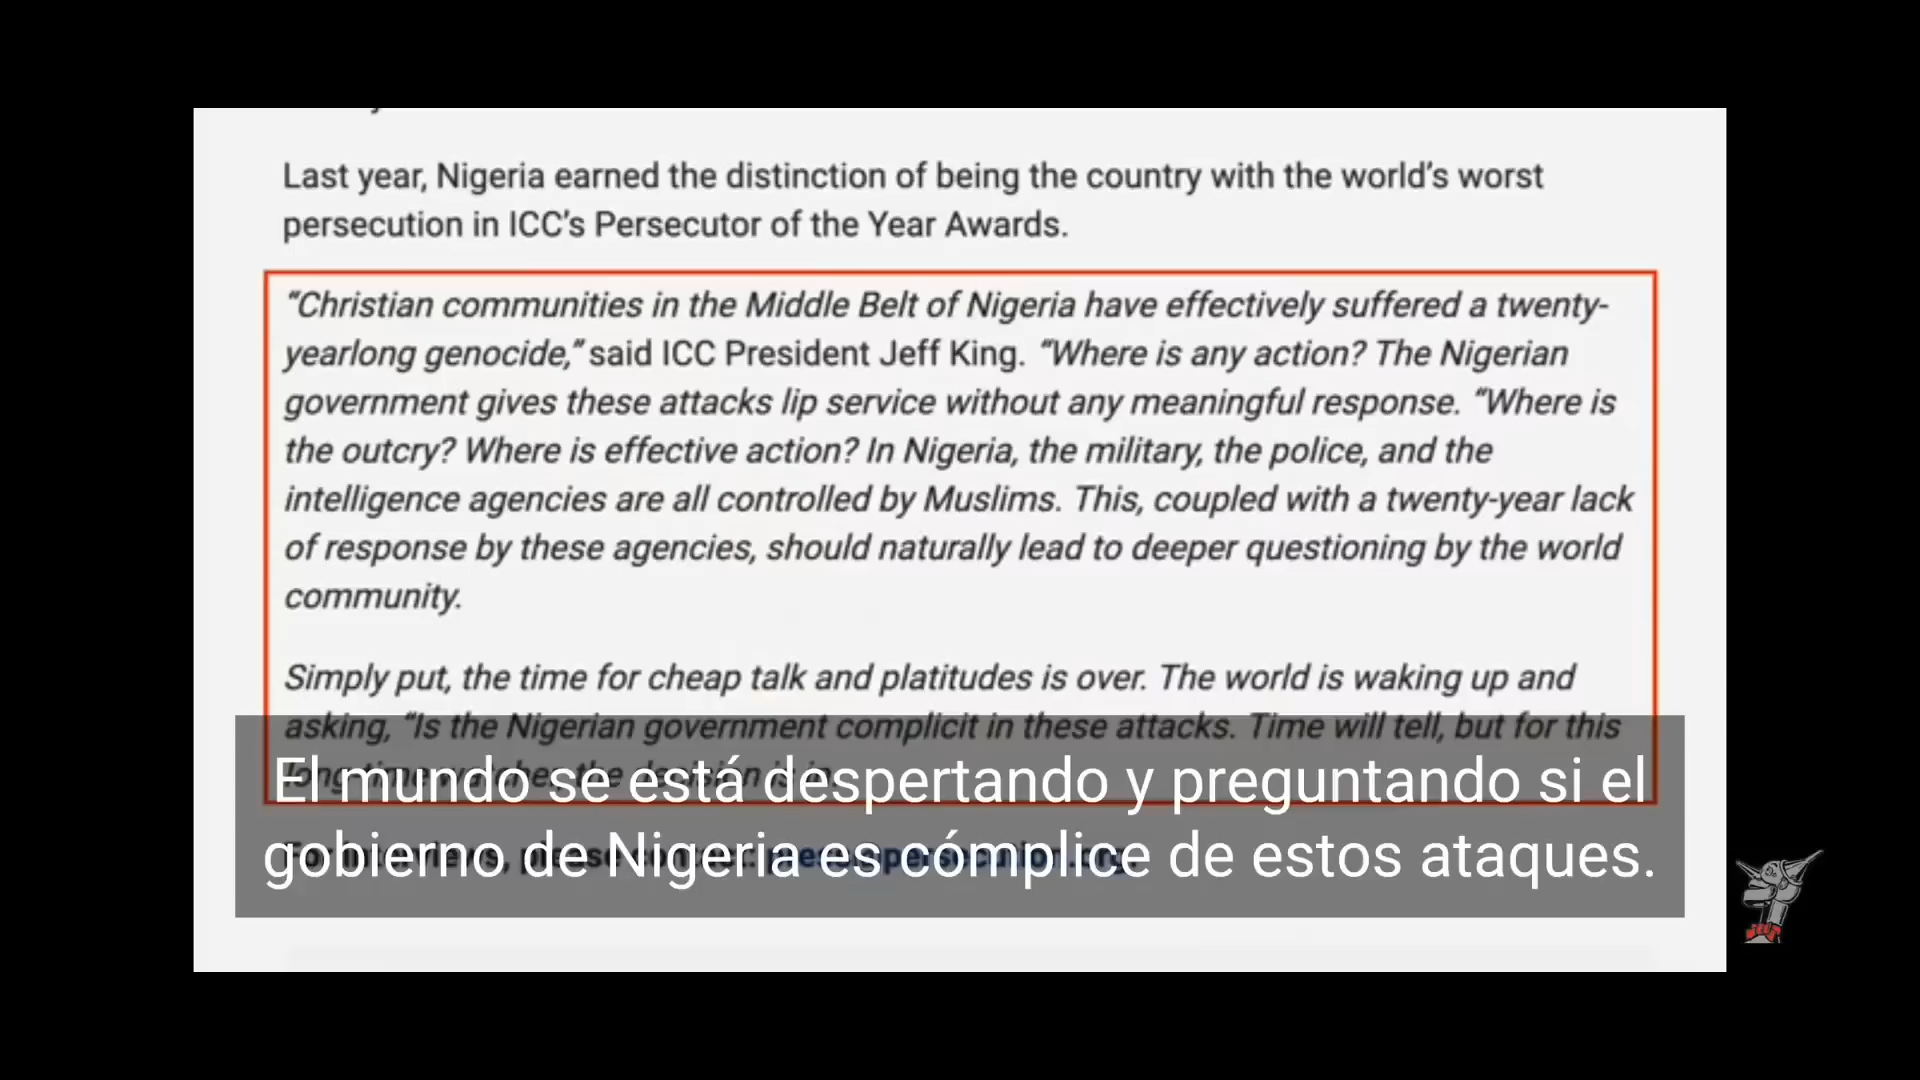 Last year, Nigeria earned the distinction of being the country with the world's worst
persecution in ICC's Persecutor of the Year Awards.
“Christian communities in the Middle Belt of Nigeria have effectively suffered a twenty-
yearlong genocide,” said ICC President Jeff King. “Where is any action? The Nigerian
government gives these attacks lip service without any meaningful response. “Where is
the outcry? Where is effective action? In Nigeria, the military, the police, and the
intelligence agencies are all controlled by Muslims. This, coupled with a twenty-year lack
of response by these agencies, should naturally lead to deeper questioning by the world
community.
Simply put, the time for cheap talk and platitudes is over. The world is waking up and
asking, “Is the Nigerian government complicit in these attacks. Time will tell, but for this
El mundo se está despertando y preguntando si el
gobierno de Nigeria es cómplice de estos ataques.